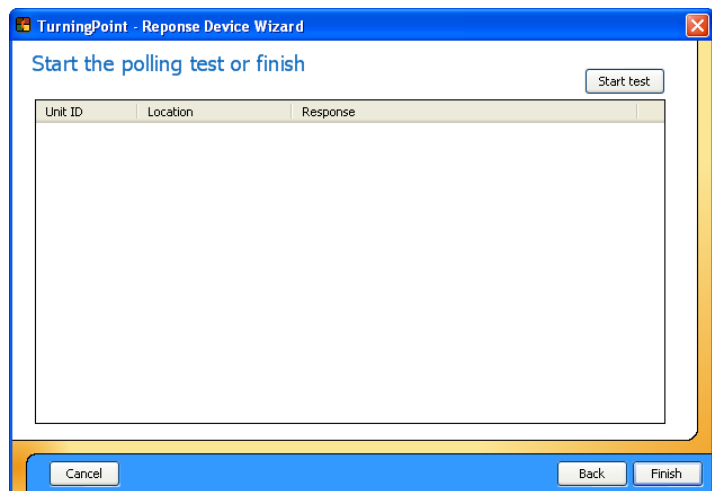 TurningPoint - Reponse Device Wizard
Start the polling test or finish
Start test
Unit ID Location Response
Cancel Back Finish